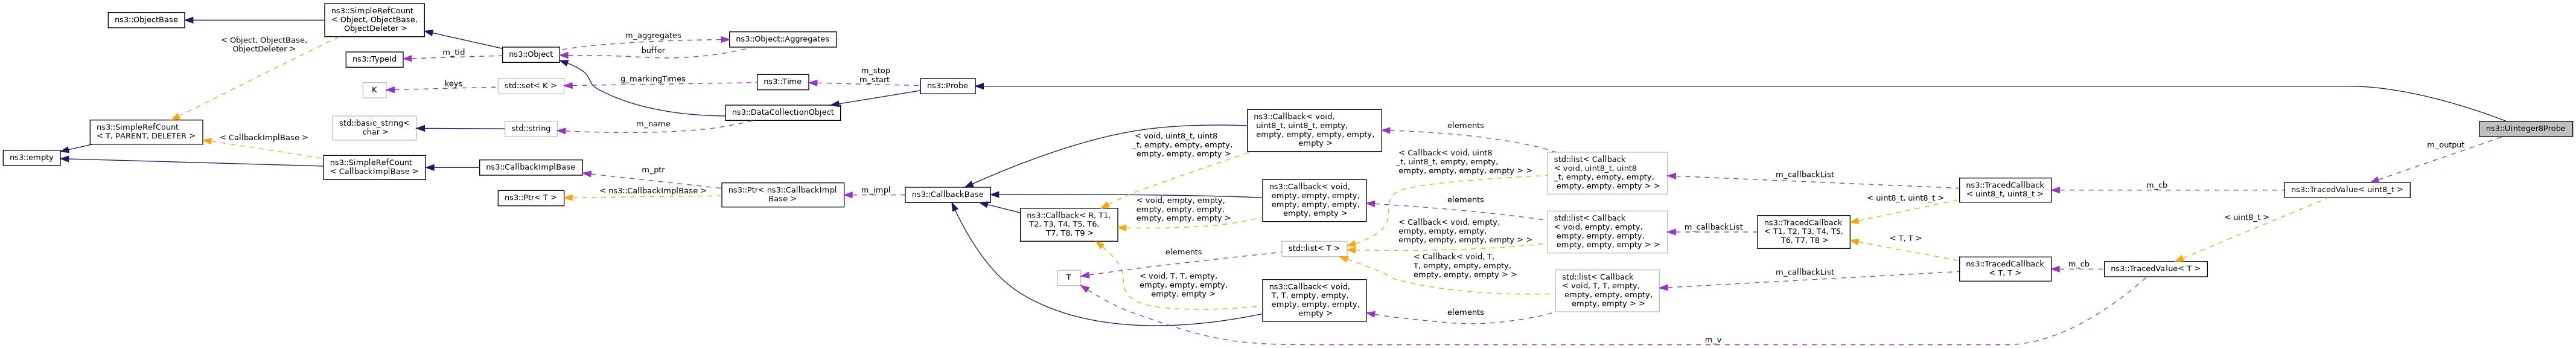 ns3::ObjectBase
ns3::SimpleRefCount
< Object, ObjectBase,
ObjectDeleter >
< Object, ObjectBase,
ObjectDeleter >
ns3::TypeId
m_tid
ns3::Object
m_aggregates
buffer
ns3::Object::Aggregates
K
keys
std::set< K >
g_markingTimes
ns3::Time
m_stop
m_start
ns3::Probe
ns3::DataCollectionObject
std::basic_string<
char >
std::string
m_name
ns3::SimpleRefCount
< T, PARENT, DELETER >
< CallbackImplBase >
ns3::empty
ns3::SimpleRefCount
< CallbackImplBase >
ns3::CallbackImplBase
m_ptr
ns3::Ptr< T >
< ns3::CallbackImplBase >
ns3::Ptr< ns3::CallbackImpl
Base >
m_impl
ns3::CallbackBase
ns3::Callback< R, T1,
T2, T3, T4, T5, T6,
T7, T8, T9 >
< void, uint8_t, uint8
_t, empty, empty, empty,
empty, empty, empty >
< void, empty, empty,
empty, empty, empty,
empty, empty, empty >
< void, T, T, empty,
empty, empty, empty,
empty, empty >
ns3::Callback< void,
uint8_t, uint8_t, empty,
empty, empty, empty, empty,
empty >
ns3::Callback< void,
empty, empty, empty,
empty, empty, empty,
empty, empty >
ns3::Callback< void,
T, T, empty, empty,
empty, empty, empty,
empty >
T
elements
std::list< T >
elements
elements
elements
< Callback< void, uint8
_t, uint8_t, empty, empty,
empty, empty, empty, empty > >
< Callback< void, empty,
empty, empty, empty,
empty, empty, empty, empty > >
< Callback< void, T,
T, empty, empty, empty,
empty, empty, empty > >
std::list< Callback
< void, uint8_t, uint8
_t, empty, empty, empty,
empty, empty, empty > >
std::list< Callback
< void, empty, empty,
empty, empty, empty,
empty, empty, empty > >
std::list< Callback
< void, T, T, empty,
empty, empty, empty,
empty, empty > >
m_callbackList
m_callbackList
m_callbackList
ns3::TracedCallback
< T1, T2, T3, T4, T5,
T6, T7, T8 >
< uint8_t, uint8_t >
< T, T >
ns3::TracedCallback
< uint8_t, uint8_t >
ns3::TracedCallback
< T, T >
m_cb
m_cb
ns3::TracedValue< T >
m_v
< uint8_t >
ns3::TracedValue< uint8_t >
m_output
ns3::Uinteger8Probe